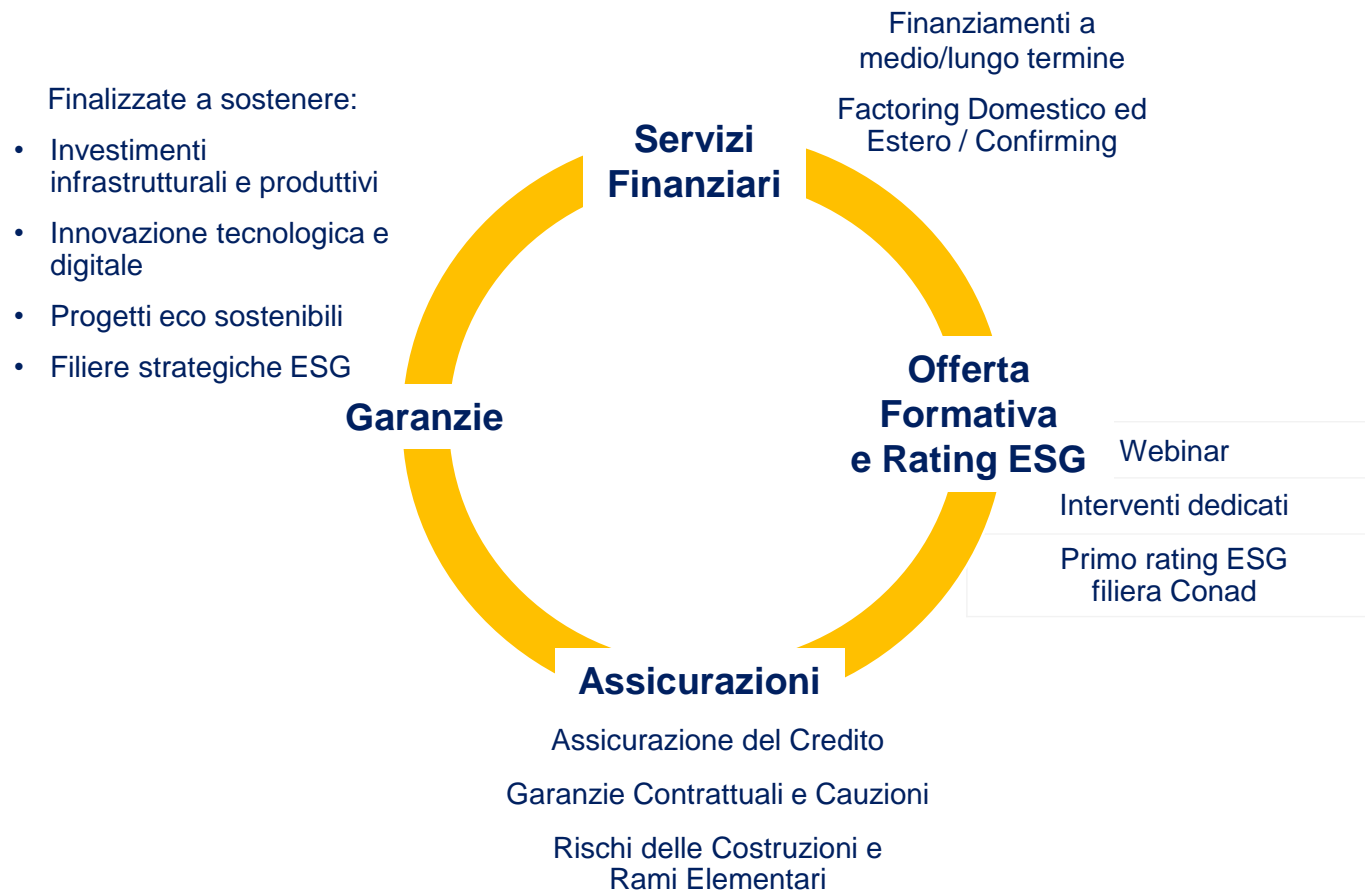 Finanziamenti a
medio/lungo termine
Factoring Domestico ed
Estero / Confirming
Servizi
Finanziari
Finalizzate a sostenere:
• Investimenti
infrastrutturali e produttivi
• Innovazione tecnologica e
digitale
• Progetti eco sostenibili
• Filiere strategiche ESG
Garanzie
Offerta
Formativa
e Rating ESG
Webinar
Interventi dedicati
Primo rating ESG
filiera Conad
Assicurazioni
Assicurazione del Credito
Garanzie Contrattuali e Cauzioni
Rischi delle Costruzioni e
Rami Elementari